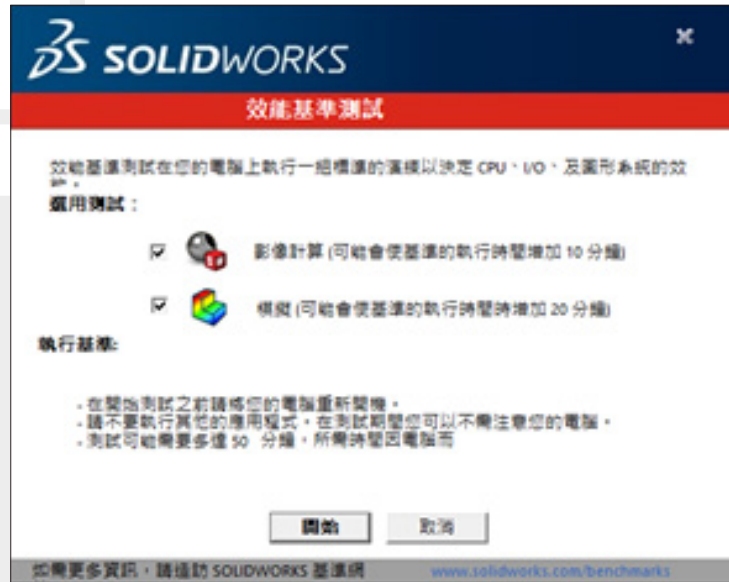 SOLIDWORKS
效能基準測試
效能基準測試在您的電腦上執行一組標準的演練以決定 CPU、I/O、及圖形系統的效
能。
選用測試：
影像計算 (可能會使基準的執行時間增加 10 分鐘)
模擬 (可能會使基準的執行時間時增加 20 分鐘)
執行基準:
- 在開始測試之前請將您的電腦重新開機。
- 請不要執行其他的應用程式。在測試期間您可以不需注意您的電腦。
- 測試可能需要多達 50 分鐘，所需時間因電腦而
開始
取消
如需更多資訊，請造訪 SOLIDWORKS 基準網
www.solidworks.com/benchmarks